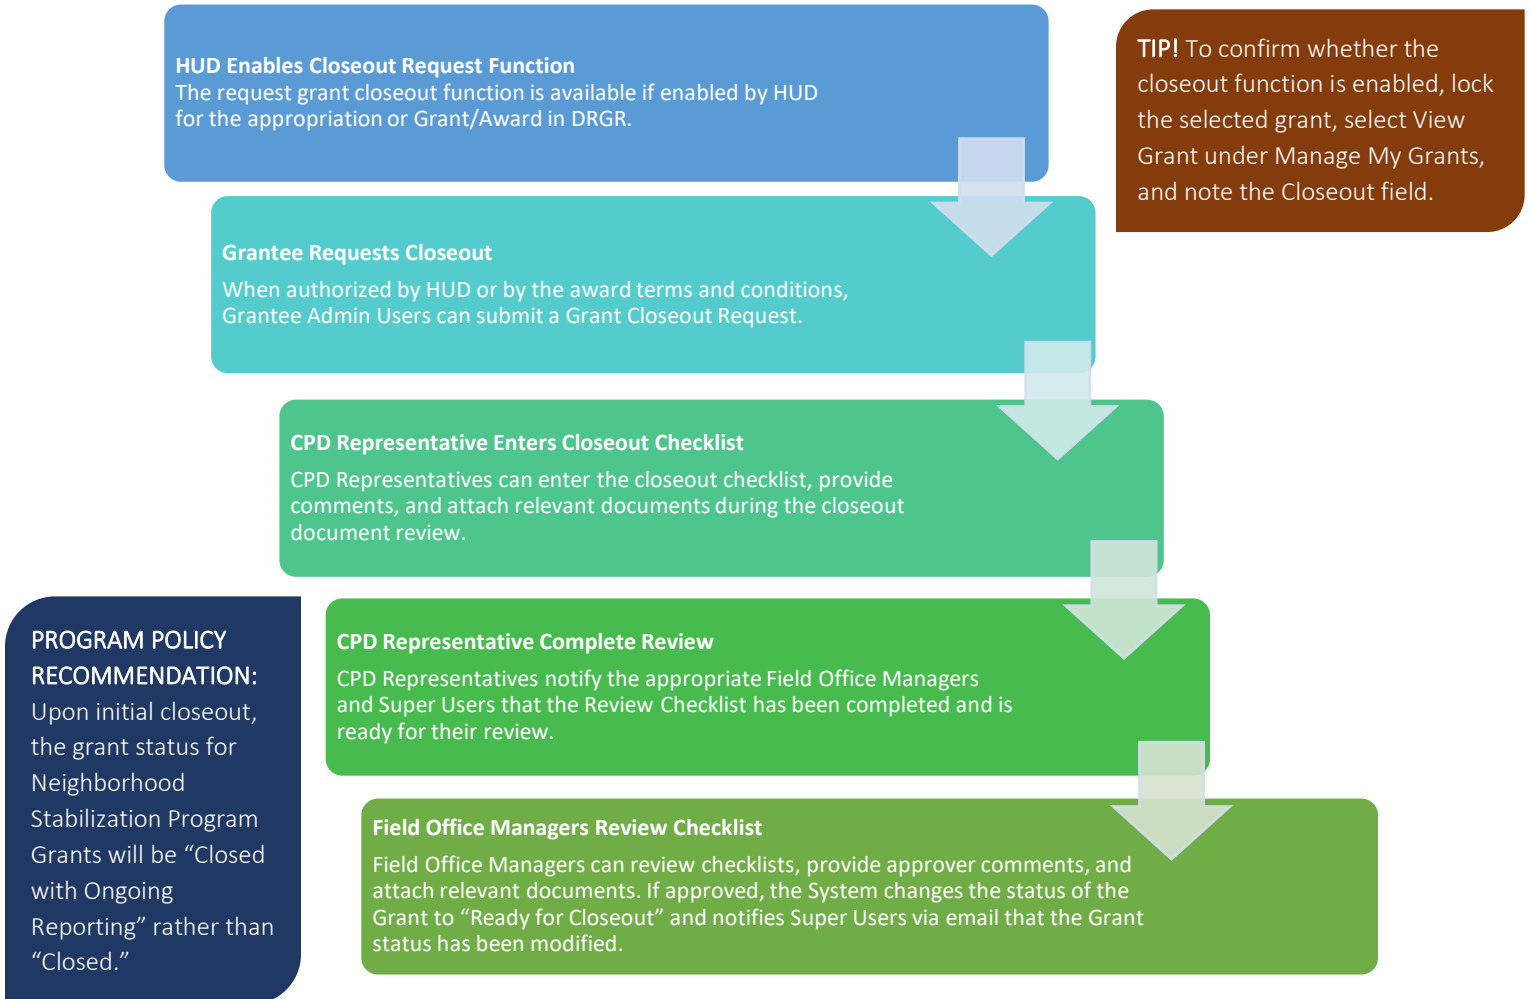 HUD Enables Closeout Request Function
The request grant closeout function is available if enabled by HUD
for the appropriation or Grant/Award in DRGR.
TIP! To confirm whether the
closeout function is enabled, lock
the selected grant, select View
Grant under Manage My Grants,
and note the Closeout field.
Grantee Requests Closeout
When authorized by HUD or by the award terms and conditions,
Grantee Admin Users can submit a Grant Closeout Request.
CPD Representative Enters Closeout Checklist
CPD Representatives can enter the closeout checklist, provide
comments, and attach relevant documents during the closeout
document review.
CPD Representative Complete Review
CPD Representatives notify the appropriate Field Office Managers
and Super Users that the Review Checklist has been completed and is
ready for their review.
PROGRAM POLICY
RECOMMENDATION:
Upon initial closeout,
the grant status for
Neighborhood
Stabilization Program
Grants will be “Closed
with Ongoing
Reporting” rather than
“Closed.”
Field Office Managers Review Checklist
Field Office Managers can review checklists, provide approver comments, and
attach relevant documents. If approved, the System changes the status of the
Grant to “Ready for Closeout” and notifies Super Users via email that the Grant
status has been modified.